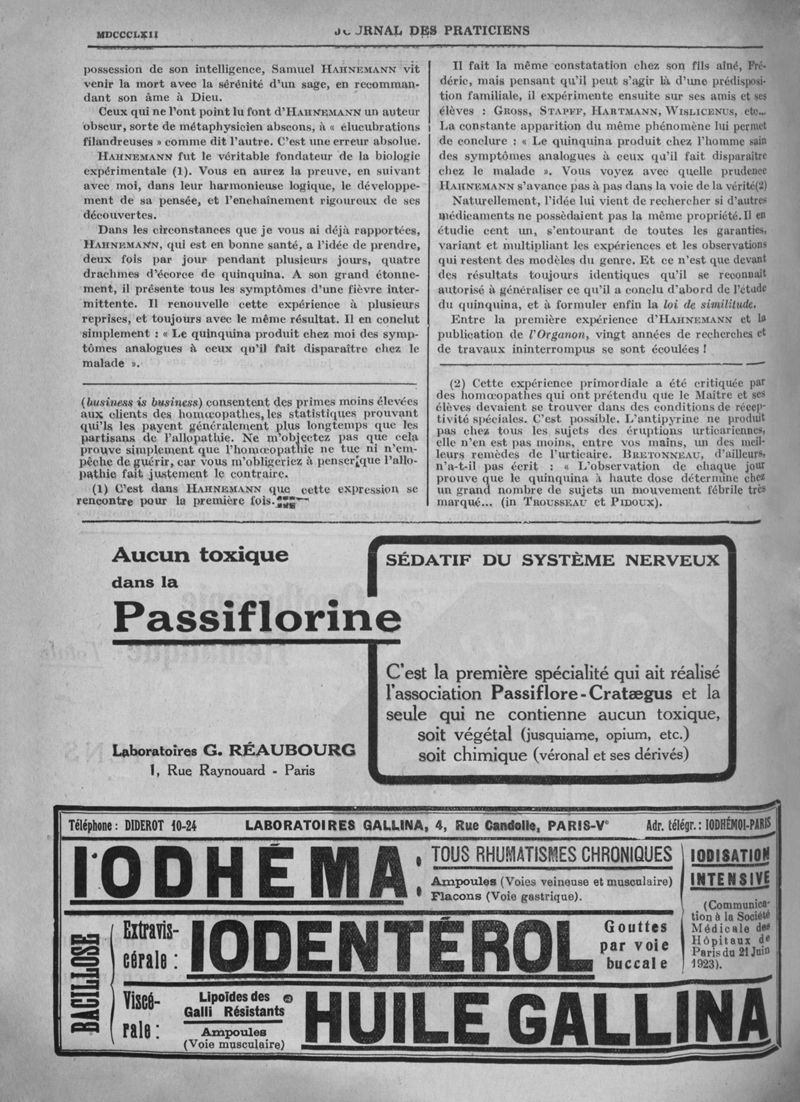 MDCCCLXII
JOURNAL DES PRATICIENS
possession de son intelligence, Samuel HAHNEMANN vit
venir la mort avec la sérénité d'un sage, en recomman-
dant son âme à Dieu.
Ceux qui ne l'ont point lu font d'HAHNEMANN un auteur
obscur, sorte de métaphysicien abscons, à « élucubrations
filandreuses » comme dit l'autre. C'est une erreur absolue.
HAHNEMANN fut le véritable fondateur de la biologie
expérimentale (1). Vous en aurez la preuve, en suivant
avec moi, dans leur harmonieuse logique, le développe-
ment de sa pensée, et l'enchaînement rigoureux de ses
découvertes.
Dans les circonstances que je vous ai déjà rapportées,
HAHNEMANN, qui est en bonne santé, a l'idée de prendre,
deux fois par jour pendant plusieurs jours, quatre
drachmes d'écorce de quinquina. A son grand étonne-
ment, il présente tous les symptômes d'une fièvre inter-
mittente. Il renouvelle cette expérience à plusieurs
reprises, et toujours avec le même résultat. Il en conclut
simplement : « Le quinquina produit chez moi des symp-
tômes analogues à ceux qu'il fait disparaître chez le
malade ».
(business is business) consentent des primes moins élevées
aux clients des homœopathes, les statistiques prouvant
qui'ls les payent généralement plus longtemps que les
partisans de l'allopathie. Ne m'objectez pas que cela
prouve simplement que l'homœopathie ne tue ni n'em-
pêche de guérir, car vous m'obligeriez à penser que l'allo-
pathie fait justement le contraire.
(1) C'est dans HAHNEMANN que cette expression se
rencontre pour la première fois.
Il fait la même constatation chez son fils aîné, Fré-
déric, mais pensant qu'il peut s'agir là d'une prédisposi-
tion familiale, il expérimente ensuite sur ses amis et ses
élèves : GROSS, STAPFF, HARTMANN, WISLICENUS, etc...
La constante apparition du même phénomène lui permet
de conclure : « Le quinquina produit chez l'homme sain
des symptômes analogues à ceux qu'il fait disparaître
chez le malade ». Vous voyez avec quelle prudence
HAHNEMANN s'avance pas à pas dans la voie de la vérité(2)
Naturellement, l'idée lui vient de rechercher si d'autres
médicaments ne possèdaient pas la même propriété. Il en
étudie cent un, s'entourant de toutes les garanties,
variant et multipliant les expériences et les observations
qui restent des modèles du genre. Et ce n'est que devant
des résultats toujours identiques qu'il se reconnaît
autorisé à généraliser ce qu'il a conclu d'abord de l'étude
du quinquina, et à formuler enfin la loi de similitude.
Entre la première expérience d'HAHNEMANN et la
publication de l'Organon, vingt années de recherches et
de travaux ininterrompus se sont écoulées !
(2) Cette expérience primordiale a été critiquée par
des homœopathes qui ont prétendu que le Maître et ses
élèves devaient se trouver dans des conditions de récep-
tivité spéciales. C'est possible. L'antipyrine ne produit
pas chez tous les sujets des éruptions urticariennes,
elle n'en est pas moins, entre vos mains, un des meil-
leurs remèdes de l'urticaire. BRETONNEAU, d'ailleurs,
n'a-t-il pas écrit : « L'observation de chaque jour
prouve que le quinquina à haute dose détermine chez
un grand nombre de sujets un mouvement fébrile très
marqué... (in TROUSSEAU et PIDOUX).
Aucun toxique
dans la
Passiflorine
Laboratoires G. RÉAUBOURG
1, Rue Raynouard - Paris
SÉDATIF DU SYSTÈME NERVEUX
C'est la première spécialité qui ait réalisé
l'association Passiflore-Cratægus et la
seule qui ne contienne aucun toxique,
soit végétal (jusquiame, opium, etc.)
soit chimique (véronal et ses dérivés)
Téléphone : DIDEROT 10-24 LABORATOIRES GALLINA, 4, Rue Candolle, PARIS-Ve Adr. télégr. : IODHÉMOI-PARIS
IODHÉMA :
TOUS RHUMATISMES CHRONIQUES
Ampoules (Voies veineuse et musculaire)
Flacons (Voie gastrique).
IODISATION
INTENSIVE
(Communica-
tion à la Société
Médicale des
Hôpitaux de
Paris du 21 Juin
1923).
BACILLOSE
Extravis-
cérale :
IODENTÉROL
Gouttes
par voie
buccale
Viscé-
rale :
Lipoïdes des
Galli Résistants
Ampoules
(Voie musculaire)
HUILE GALLINA